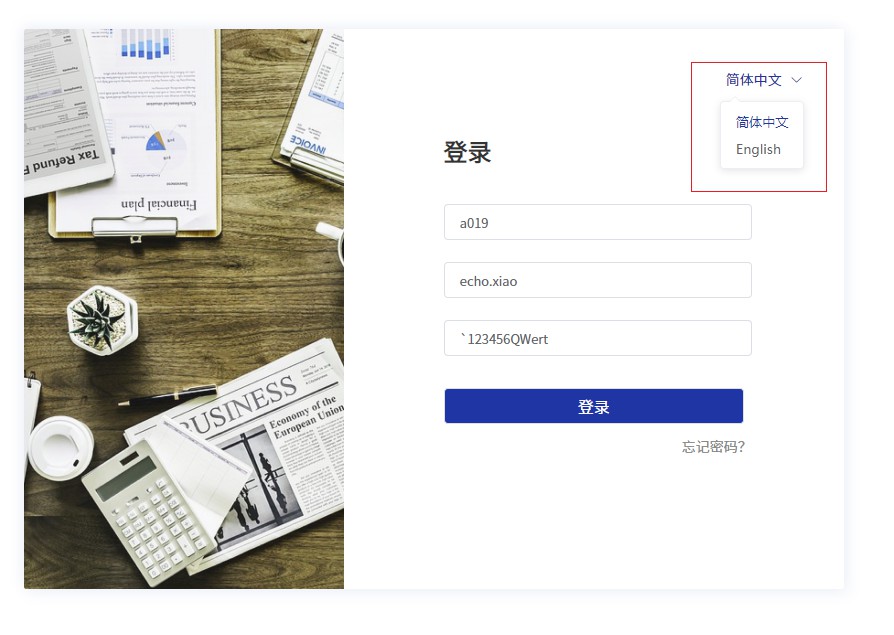 简体中文
简体中文
English
登录
a019
echo.xiao
`123456QWert
登录
忘记密码?
Tax Refund F
Financial plan
INVOICE
BUSINESS
Economy of the
European Union